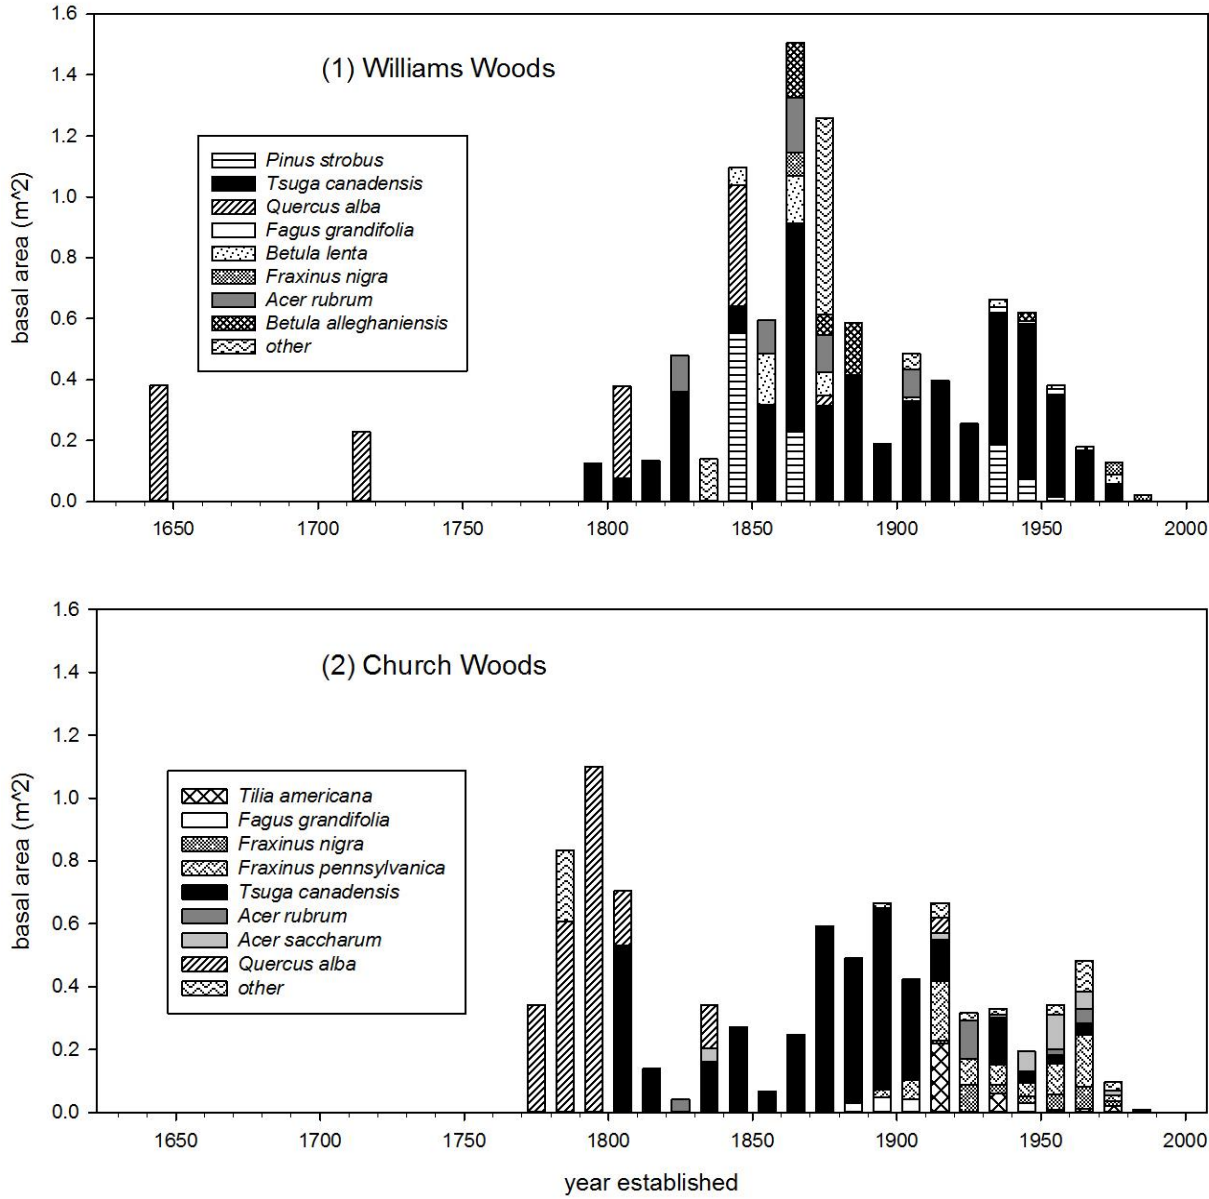 (1) Williams Woods
basal area (m^2)
1.6
1.4
1.2
1.0
0.8
0.6
0.4
0.2
0.0
Pinus strobus
Tsuga canadensis
Quercus alba
Fagus grandifolia
Betula lenta
Fraxinus nigra
Acer rubrum
Betula alleghaniensis
other
1650 1700 1750 1800 1850 1900 1950 2000
(2) Church Woods
basal area (m^2)
1.6
1.4
1.2
1.0
0.8
0.6
0.4
0.2
0.0
Tilia americana
Fagus grandifolia
Fraxinus nigra
Fraxinus pennsylvanica
Tsuga canadensis
Acer rubrum
Acer saccharum
Quercus alba
other
1650 1700 1750 1800 1850 1900 1950 2000
year established